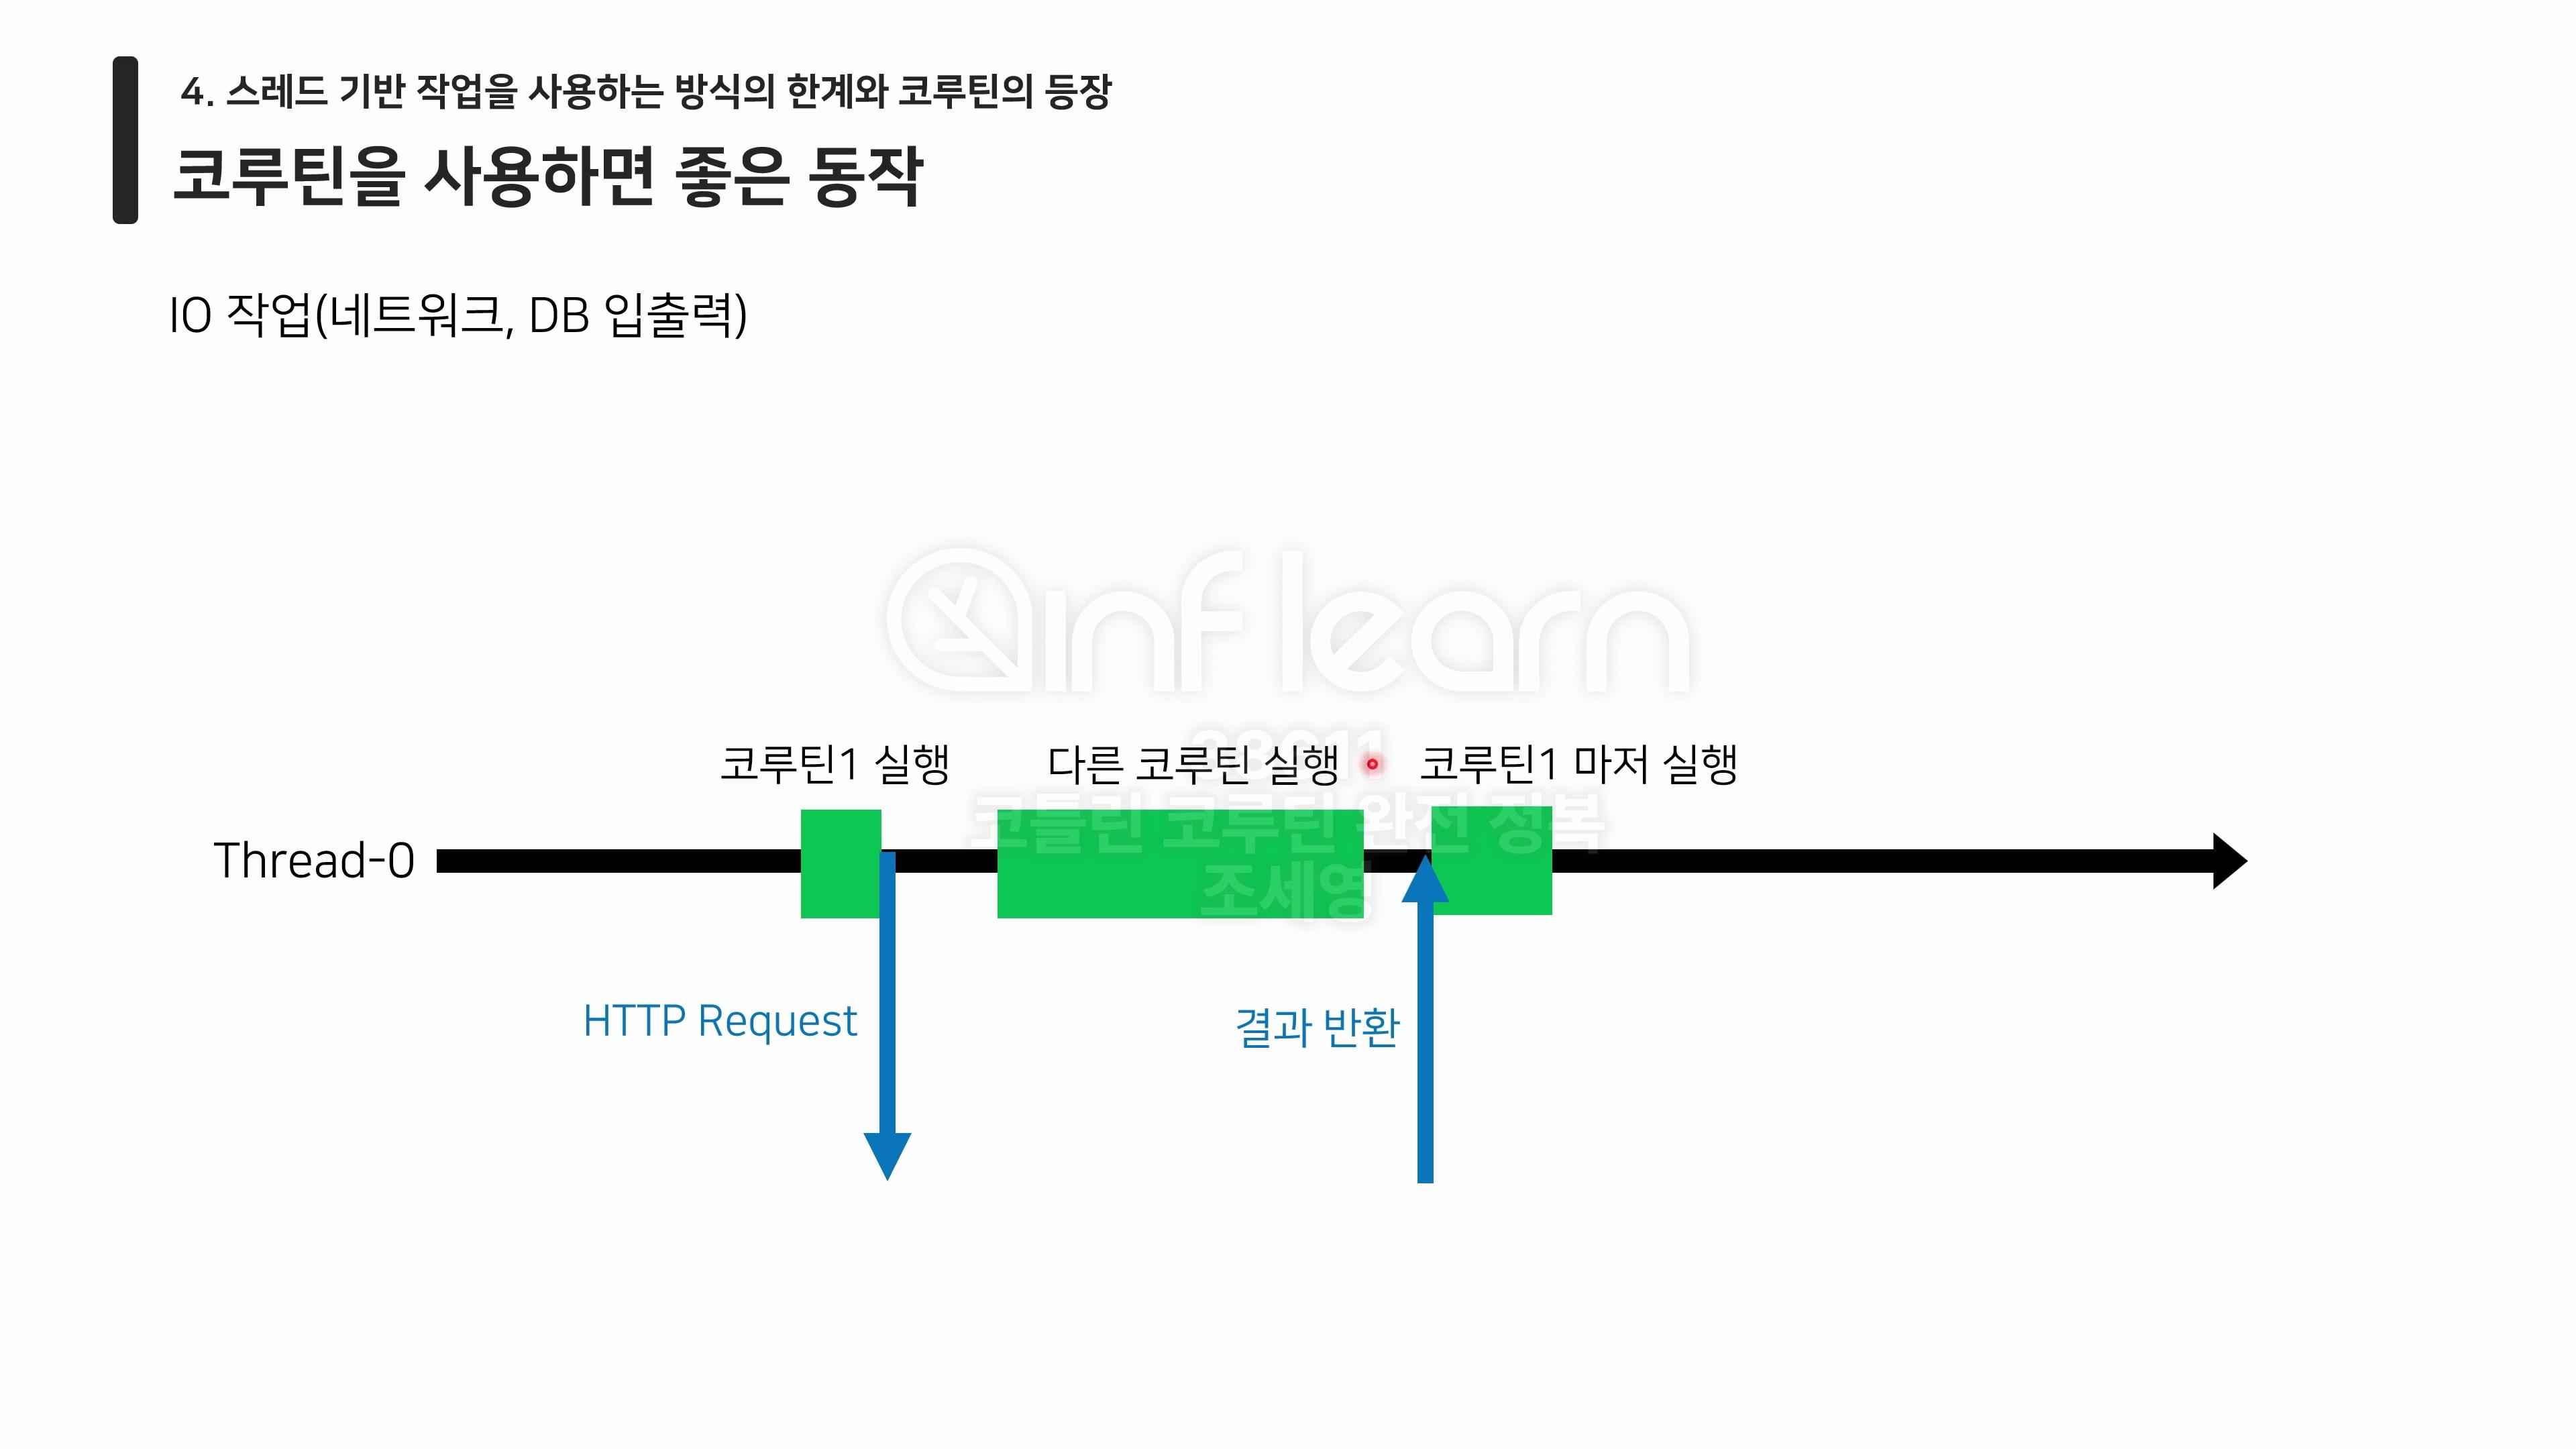 4. 스레드 기반 작업을 사용하는 방식의 한계와 코루틴의 등장
코루틴을 사용하면 좋은 동작
IO 작업(네트워크, DB 입출력)
inflearn
코루틴1 실행
다른 코루틴 실행
코루틴1 마저 실행
코틀린 코루틴 완전 정복
조세영
Thread-0
HTTP Request
결과 반환